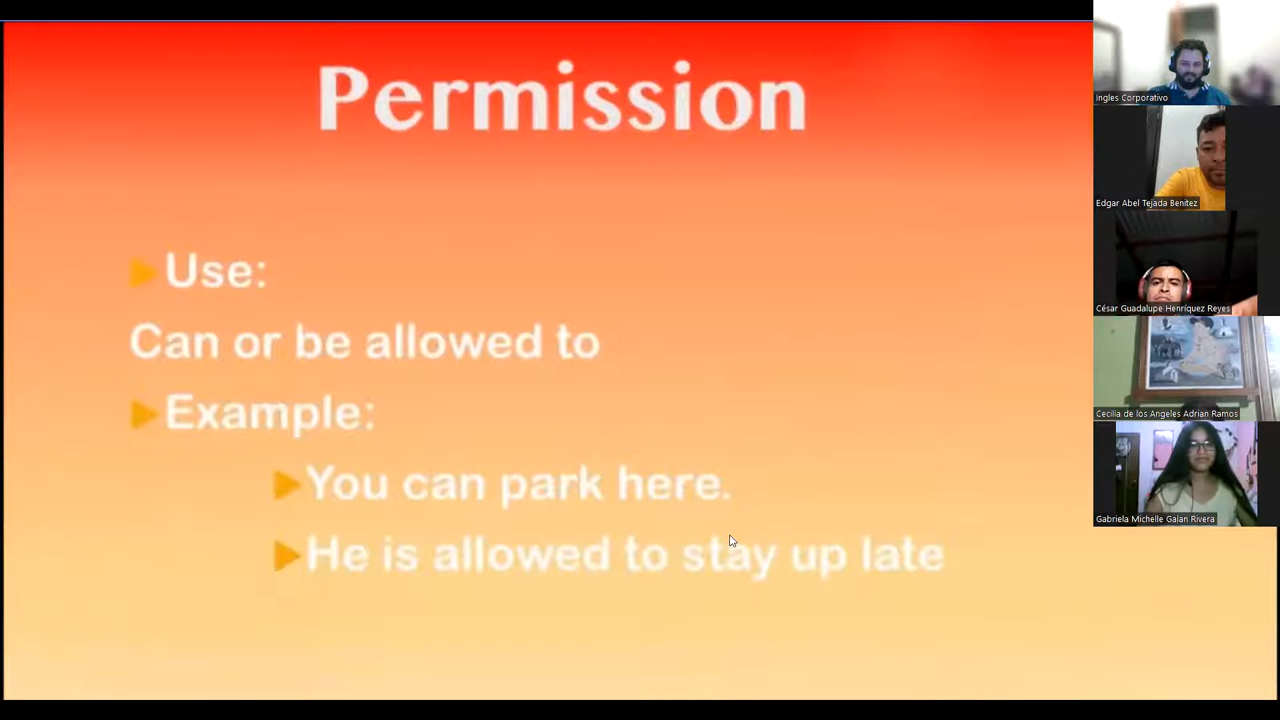 Permission
Use:
Can or be allowed to
Example:
You can park here.
He is allowed to stay up late
Ingles Corporativo
Edgar Abel Tejada Benitez
César Guadalupe Henríquez Reyes
Cecilia de los Angeles Adrian Ramos
Gabriela Michelle Galan Rivera